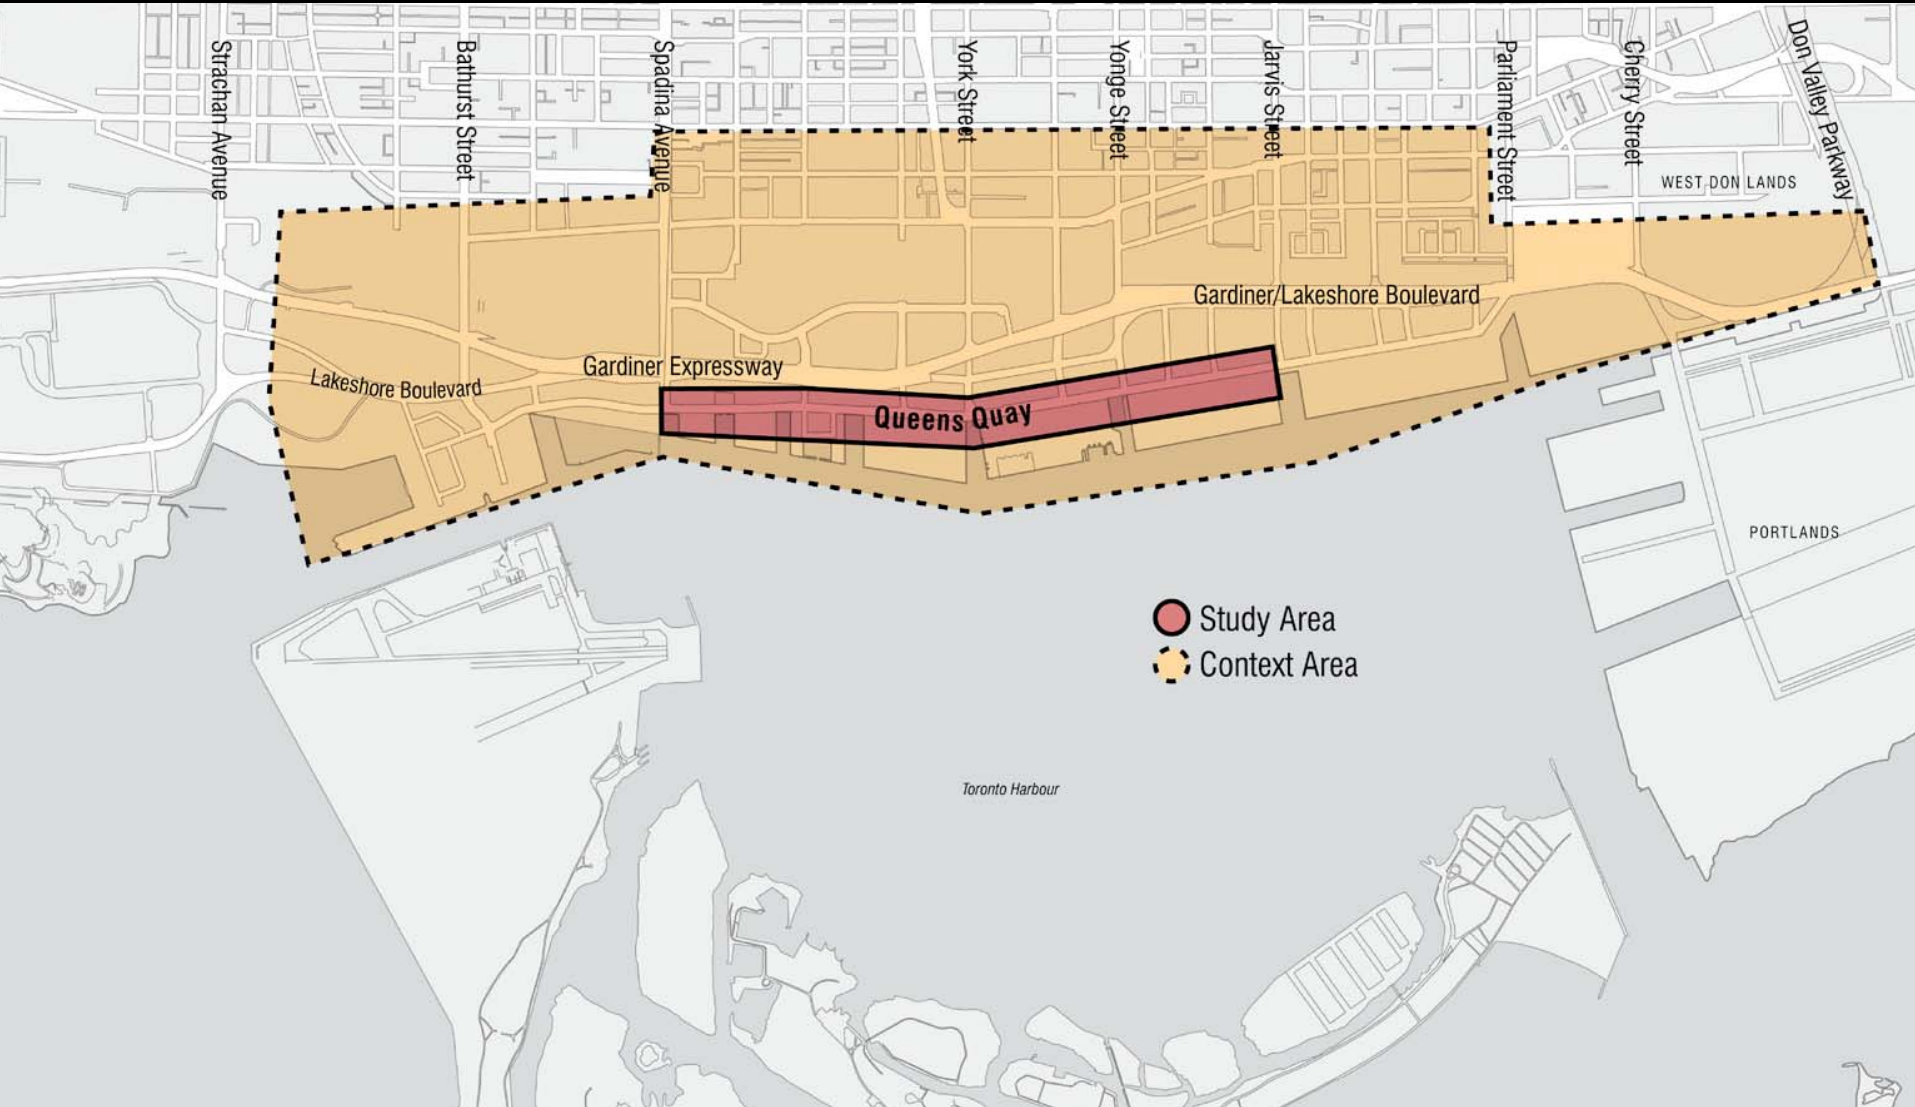 Strachan Avenue
Bathurst Street
Spadina Avenue
York Street
Yonge Street
Jarvis Street
Parliament Street
Cherry Street
Don Valley Parkway
WEST DON LANDS
Gardiner/Lakeshore Boulevard
Gardiner Expressway
Lakeshore Boulevard
Queens Quay
PORTLANDS
Study Area
Context Area
Toronto Harbour